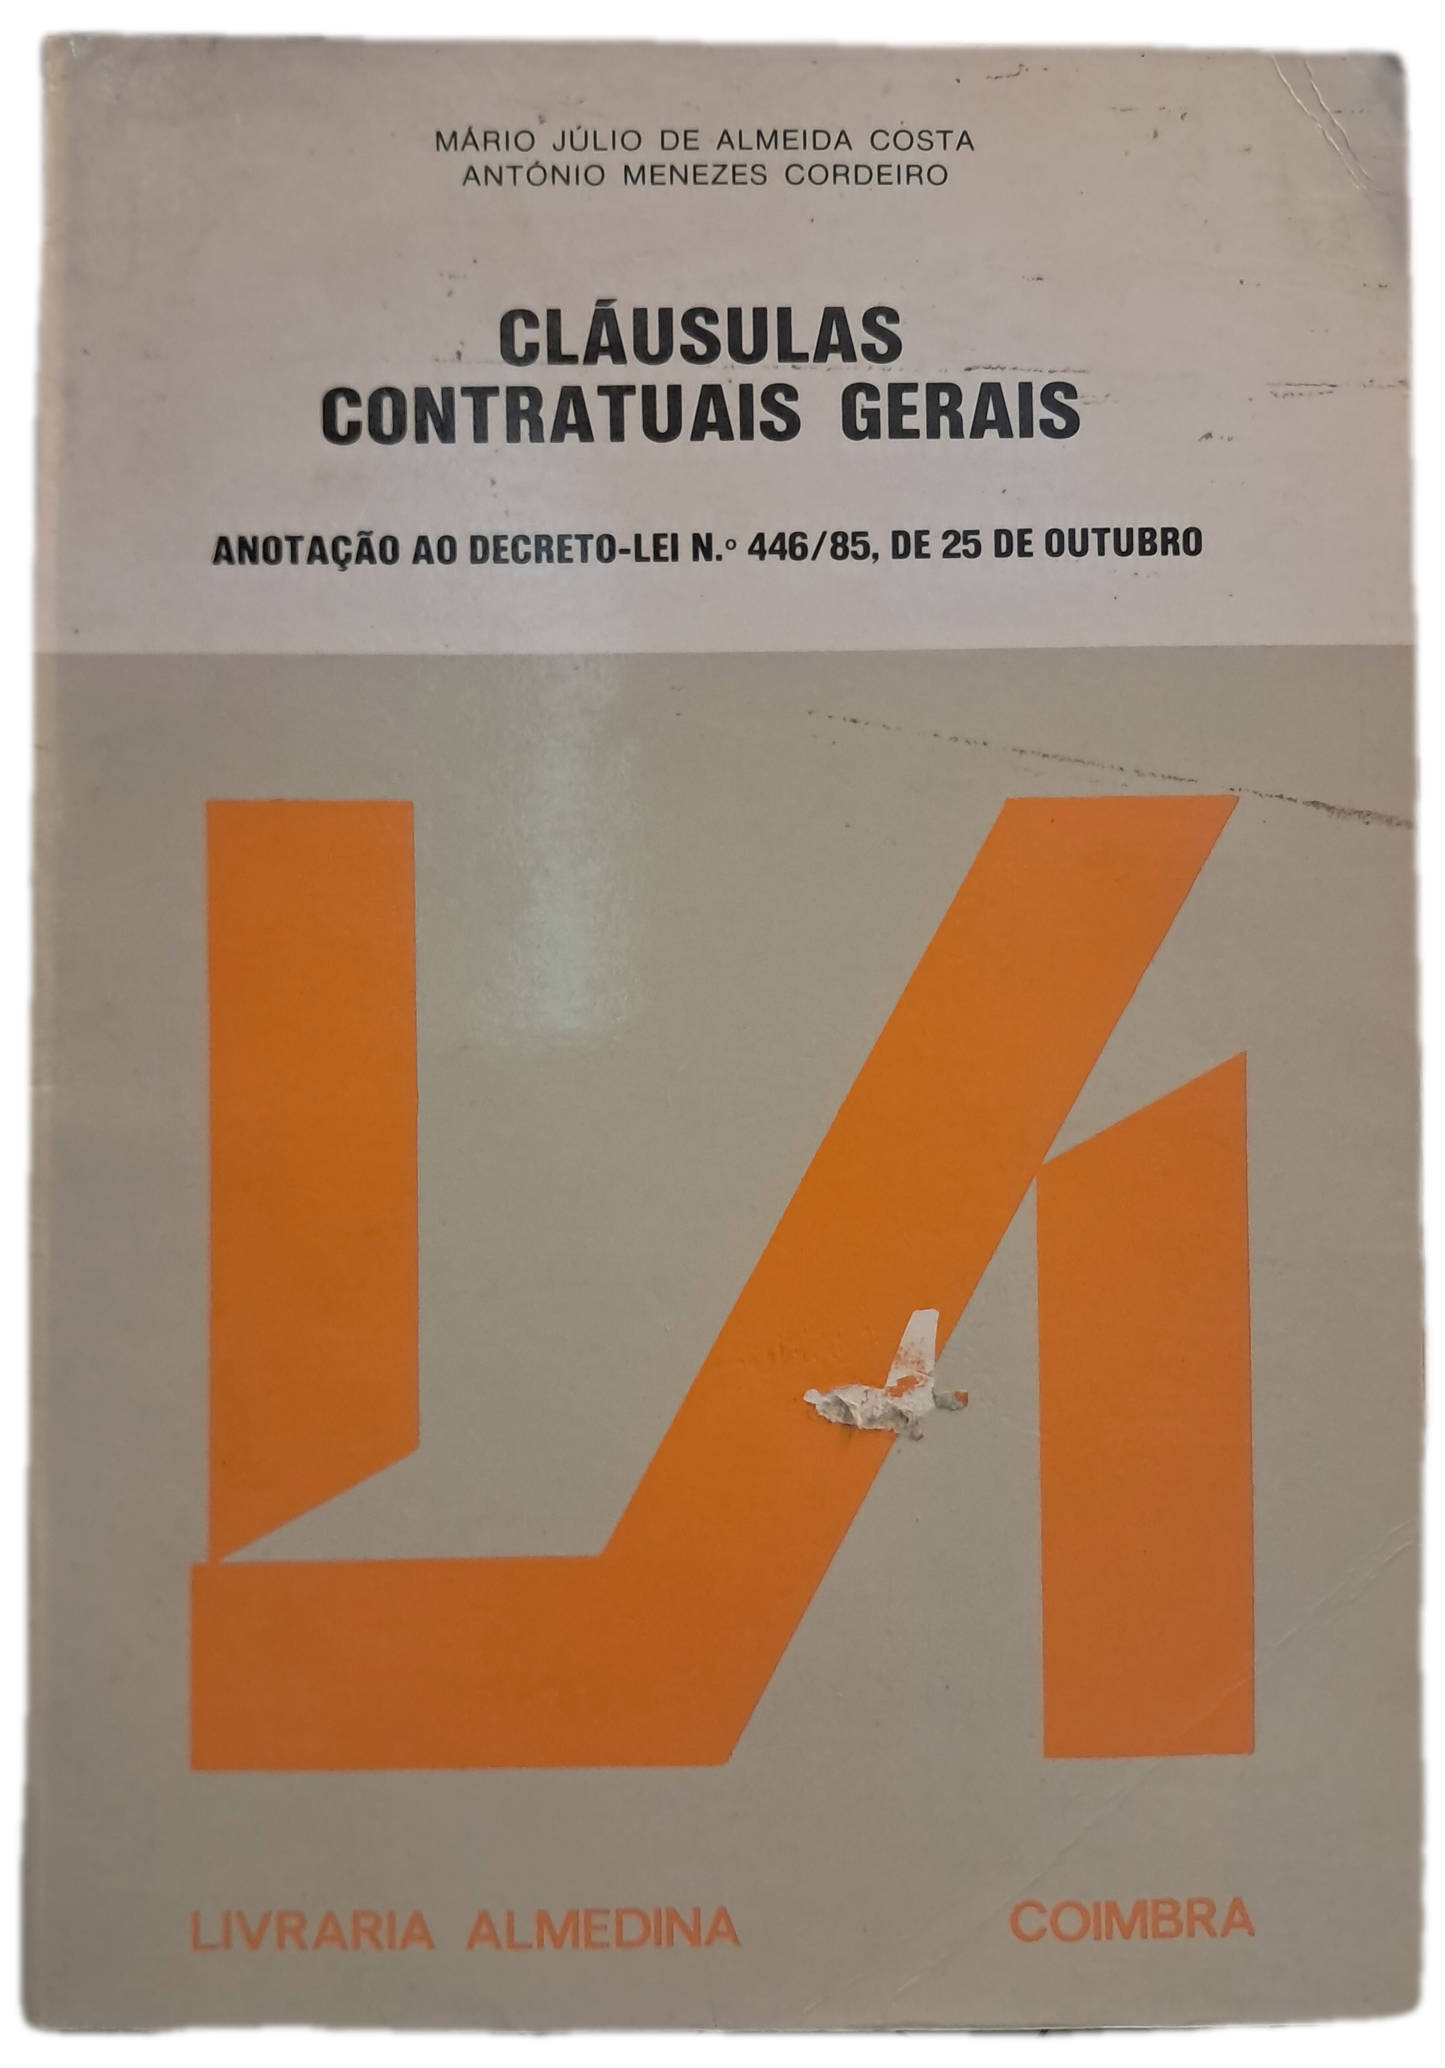 MÁRIO JÚLIO DE ALMEIDA COSTA
ANTÓNIO MENEZES CORDEIRO
CLÁUSULAS
CONTRATUAIS GERAIS
ANOTAÇÃO AO DECRETO-LEI N.º 446/85, DE 25 DE OUTUBRO
LA
LIVRARIA ALMEDINA COIMBRA